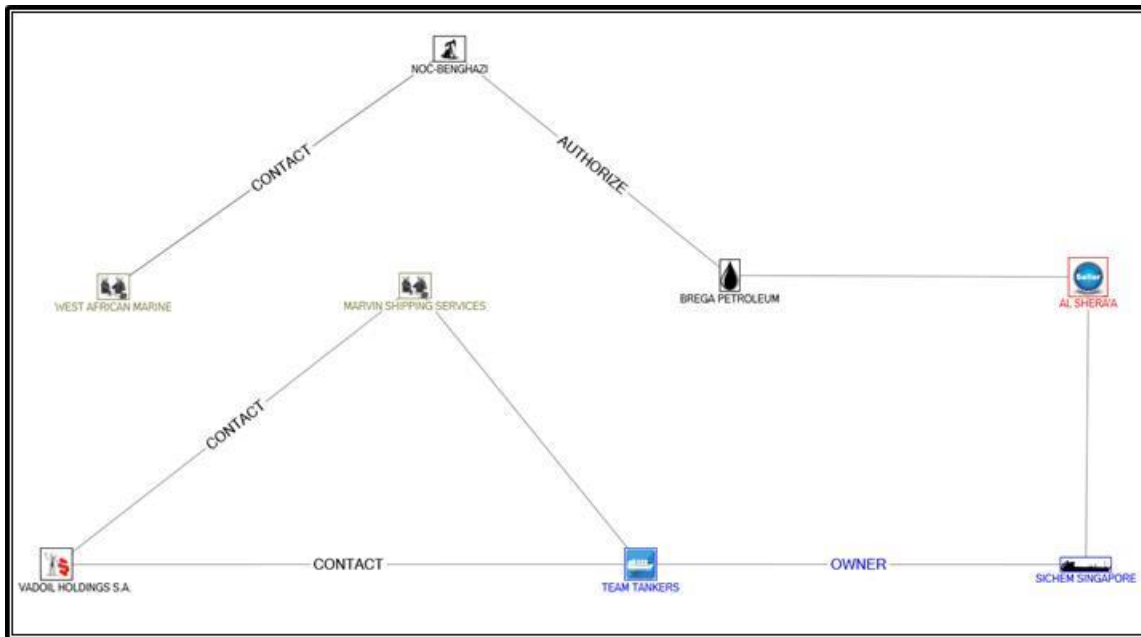 NOC-BENGHAZI
CONTACT
AUTHORIZE
WEST AFRICAN MARINE
MARVIN SHIPPING SERVICES
BREGA PETROLEUM
Seller
AL SHERA'A
CONTACT
CONTACT
OWNER
VADOIL HOLDINGS S.A.
TEAM TANKERS
SICHEM SINGAPORE